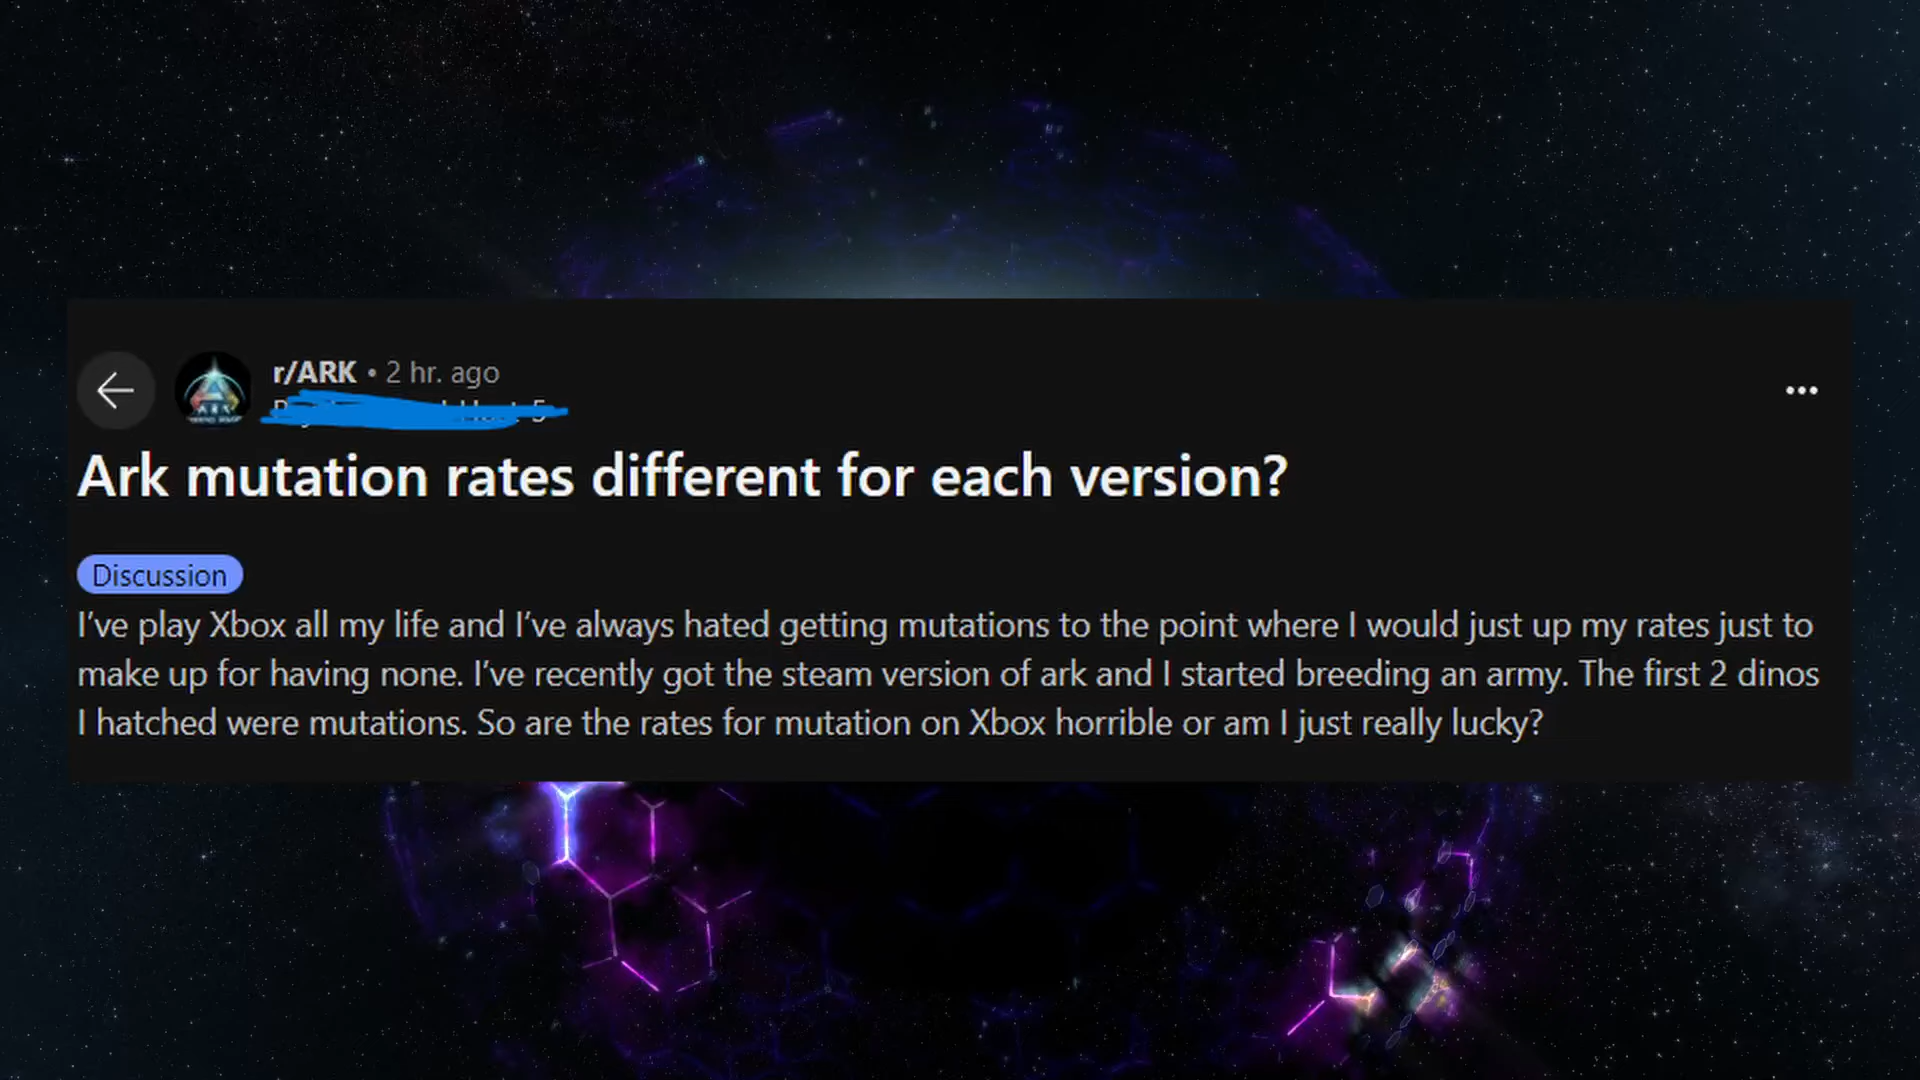 r/ARK • 2 hr. ago
Ark mutation rates different for each version?
Discussion
I’ve play Xbox all my life and I’ve always hated getting mutations to the point where I would just up my rates just to
make up for having none. I’ve recently got the steam version of ark and I started breeding an army. The first 2 dinos
I hatched were mutations. So are the rates for mutation on Xbox horrible or am I just really lucky?